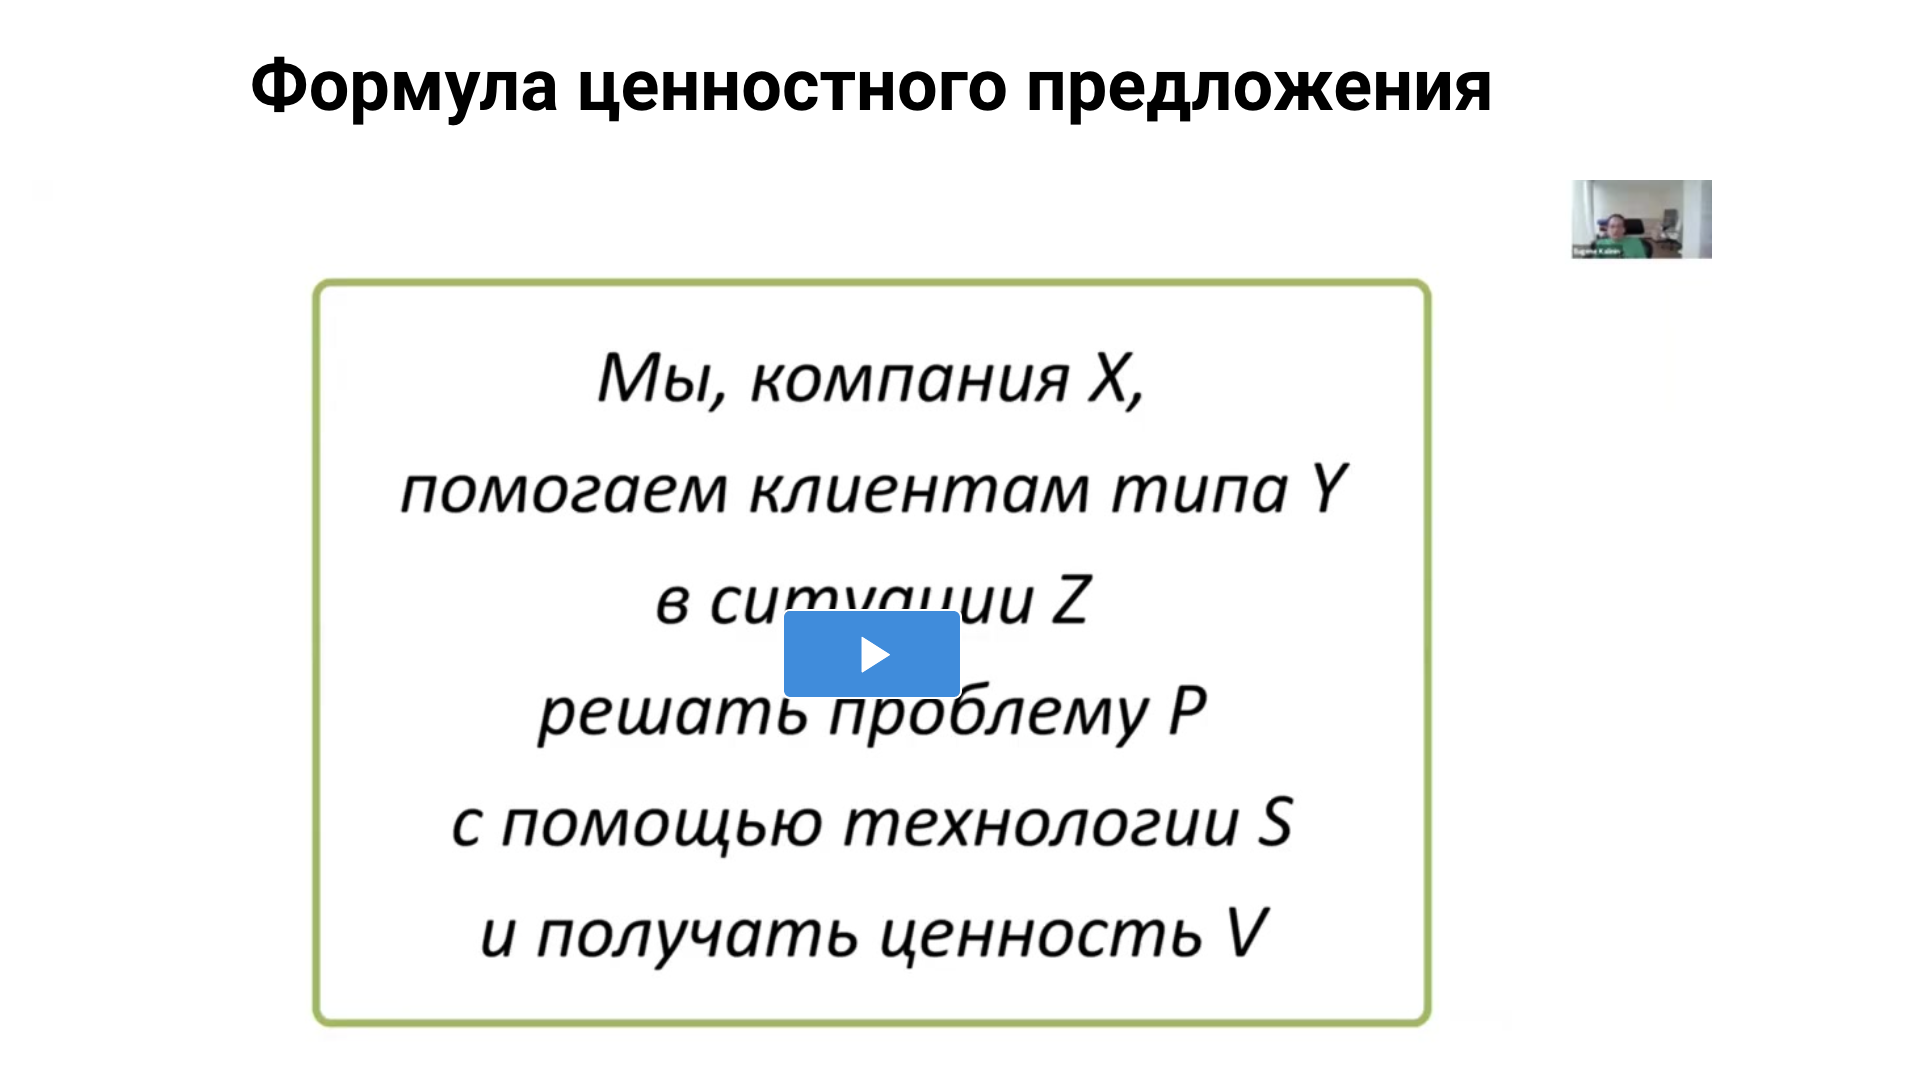 Формула ценностного предложения
Мы, компания X,
помогаем клиентам типа Y
в ситуации Z
решать проблему P
с помощью технологии S
и получать ценность V